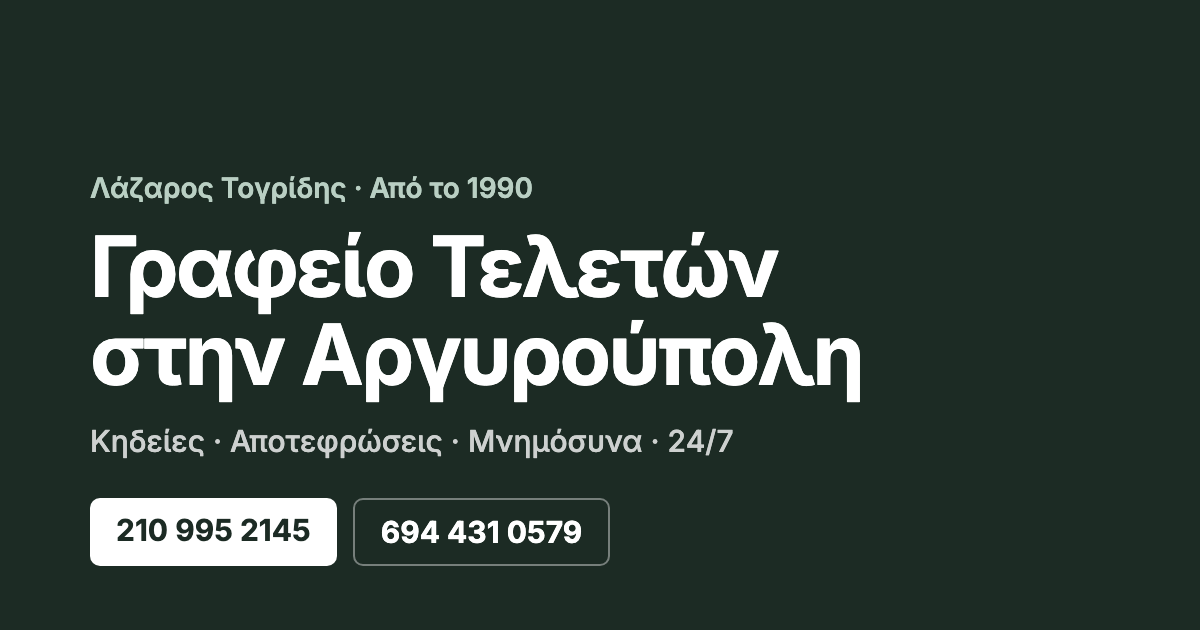 Λάζαρος Τογρίδης · Από το 1990
Γραφείο Τελετών
στην Αργυρούπολη
Κηδείες · Αποτεφρώσεις · Μνημόσυνα · 24/7
210 995 2145
694 431 0579